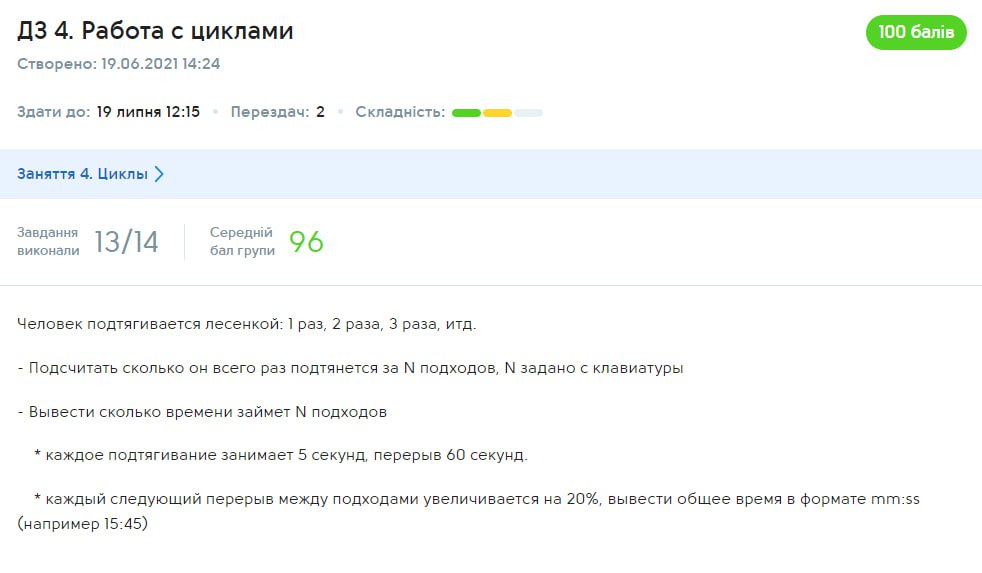 ДЗ 4. Работа с циклами
100 балів
Створено: 19.06.2021 14:24
Здати до: 19 липня 12:15 • Перездач: 2 • Складність:
Заняття 4. Циклы
Завдання
виконали
13/14
Середній
бал групи
96
Человек подтягивается лесенкой: 1 раз, 2 раза, 3 раза, итд.
- Подсчитать сколько он всего раз подтянется за N подходов, N задано с клавиатуры
- Вывести сколько времени займет N подходов
* каждое подтягивание занимает 5 секунд, перерыв 60 секунд.
* каждый следующий перерыв между подходами увеличивается на 20%, вывести общее время в формате mm:ss
(например 15:45)